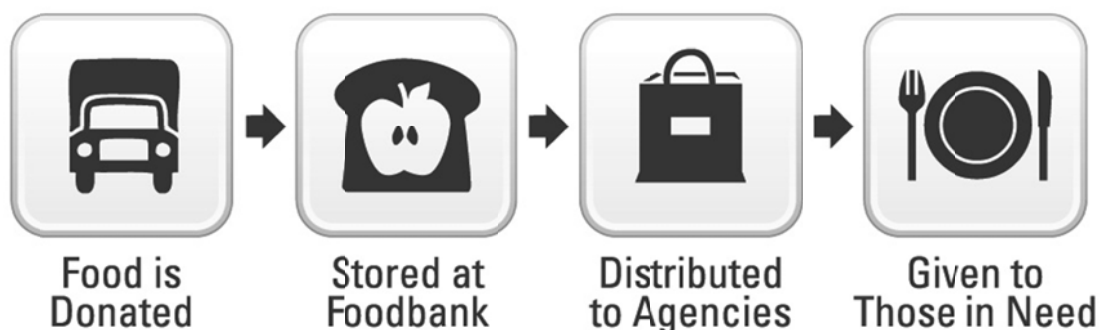 Food is
Donated
Stored at
Foodbank
Distributed
to Agencies
Given to
Those in Need